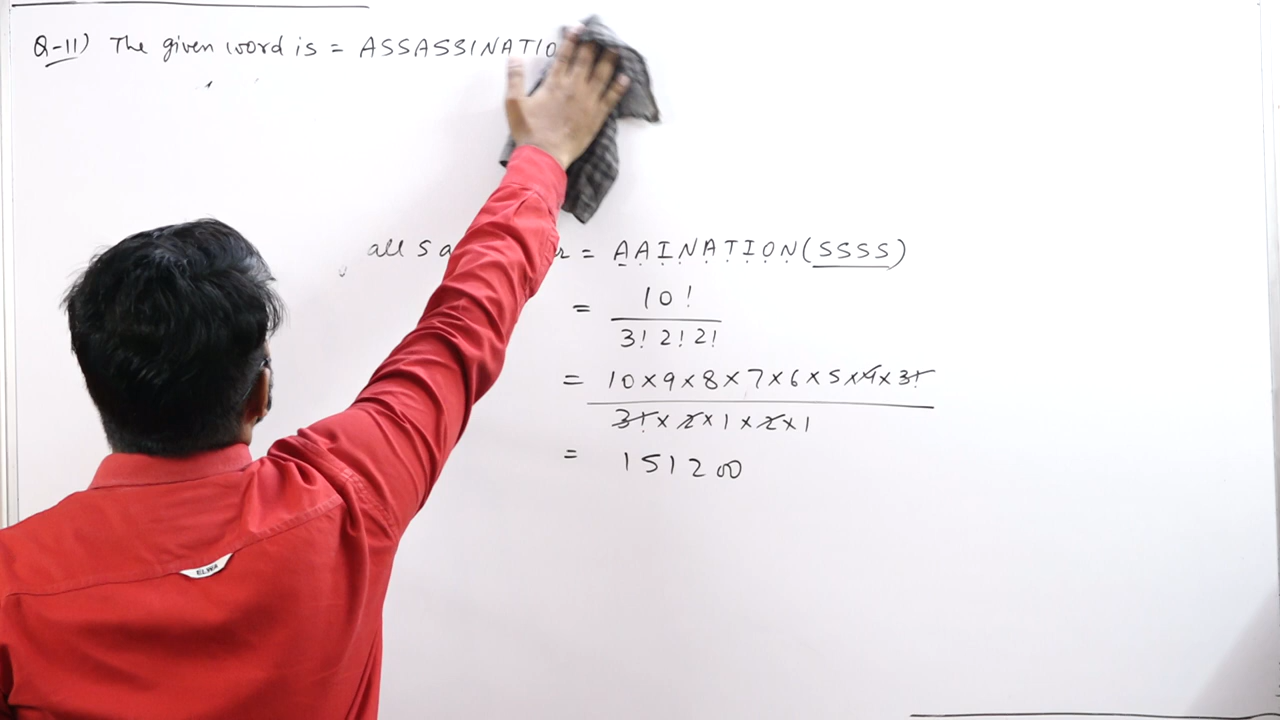 Q-11) The given word is = ASSASSINATIO
all S a = AAINATION(SSSS)
= 10!
3! 2! 2!
= 10×9×8×7×6×5×4×3!
3!×2×1×2×1
= 151200
ELWA